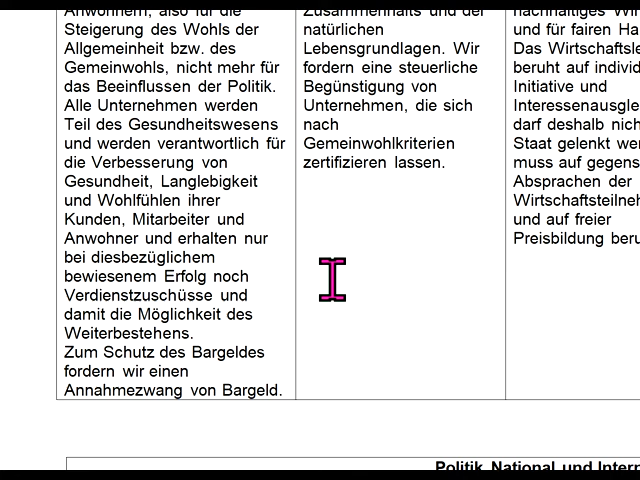 Anwohnern, also für die
Steigerung des Wohls der
Allgemeinheit bzw. des
Gemeinwohls, nicht mehr für
das Beeinflussen der Politik.
Alle Unternehmen werden
Teil des Gesundheitswesens
und werden verantwortlich für
die Verbesserung von
Gesundheit, Langlebigkeit
und Wohlfühlen ihrer
Kunden, Mitarbeiter und
Anwohner und erhalten nur
bei diesbezüglichem
bewiesenem Erfolg noch
Verdienstzuschüsse und
damit die Möglichkeit des
Weiterbestehens.
Zum Schutz des Bargeldes
fordern wir einen
Annahmezwang von Bargeld.
Zusammenhalts und der
natürlichen
Lebensgrundlagen. Wir
fordern eine steuerliche
Begünstigung von
Unternehmen, die sich
nach
Gemeinwohlkriterien
zertifizieren lassen.
nachhaltiges Wi
und für fairen Ha
Das Wirtschaftsle
beruht auf individ
Initiative und
Interessenausgle
darf deshalb nich
Staat gelenkt we
muss auf gegens
Absprachen der
Wirtschaftsteilneh
und auf freier
Preisbildung beru
Politik National und Intern